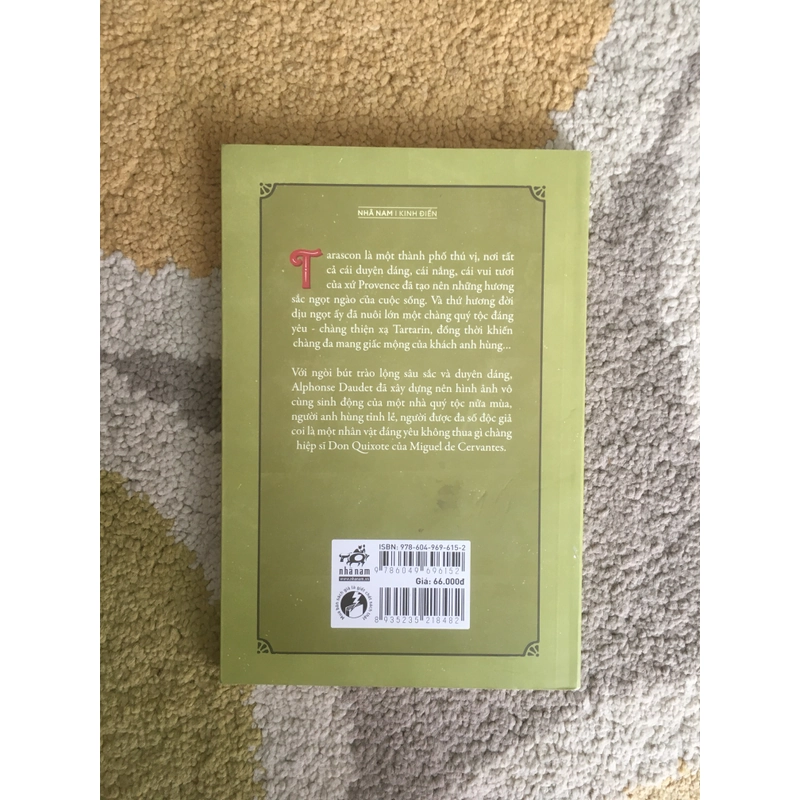 NHÃ NAM | KINH ĐIỂN
Tarascon là một thành phố thú vị, nơi tất
cả cái duyên dáng, cái nắng, cái vui tươi
của xứ Provence đã tạo nên những hương
sắc ngọt ngào của cuộc sống. Và thứ hương đời
dịu ngọt ấy đã nuôi lớn một chàng quý tộc đáng
yêu - chàng thiện xạ Tartarin, đồng thời khiến
chàng đa mang giấc mộng của khách anh hùng...
Với ngòi bút trào lộng sâu sắc và duyên dáng,
Alphonse Daudet đã xây dựng nên hình ảnh vô
cùng sinh động của một nhà quý tộc nửa mùa,
người anh hùng tỉnh lẻ, người được đa số độc giả
coi là một nhân vật đáng yêu không thua gì chàng
hiệp sĩ Don Quixote của Miguel de Cervantes.
ISBN: 978-604-969-615-2
9 786049 696152
nhã nam
www.nhanam.vn
Giá: 66.000đ
8 935235 218482